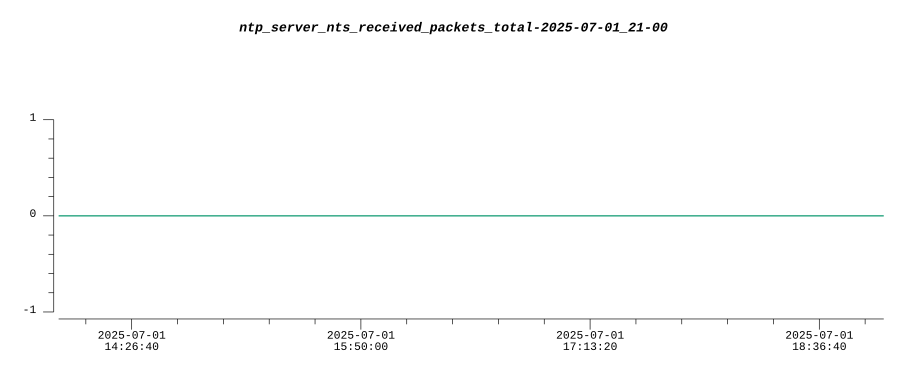 ntp_server_nts_received_packets_total-2025-07-01_21-00
1
0
-1
2025-07-01 2025-07-01 2025-07-01 2025-07-01
14:26:40 15:50:00 17:13:20 18:36:40